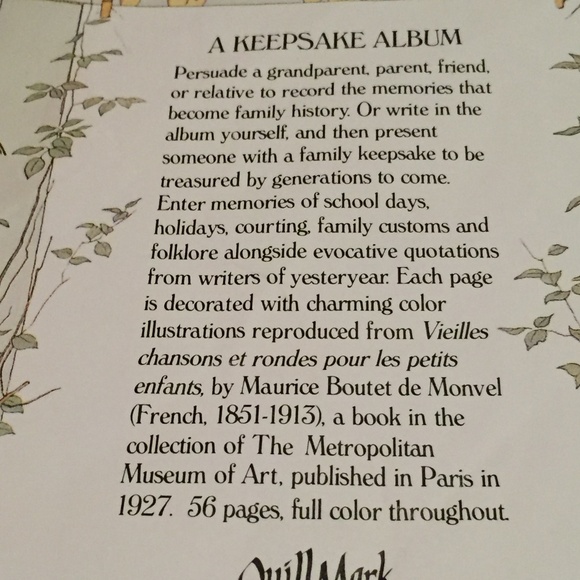 A KEEPSAKE ALBUM
Persuade a grandparent, parent, friend,
or relative to record the memories that
become family history. Or write in the
album yourself, and then present
someone with a family keepsake to be
treasured by generations to come.
Enter memories of school days,
holidays, courting, family customs and
folklore alongside evocative quotations
from writers of yesteryear. Each page
is decorated with charming color
illustrations reproduced from Vieilles
chansons et rondes pour les petits
enfants, by Maurice Boutet de Monvel
(French, 1851-1913), a book in the
collection of The Metropolitan
Museum of Art, published in Paris in
1927. 56 pages, full color throughout.
Quill Mark